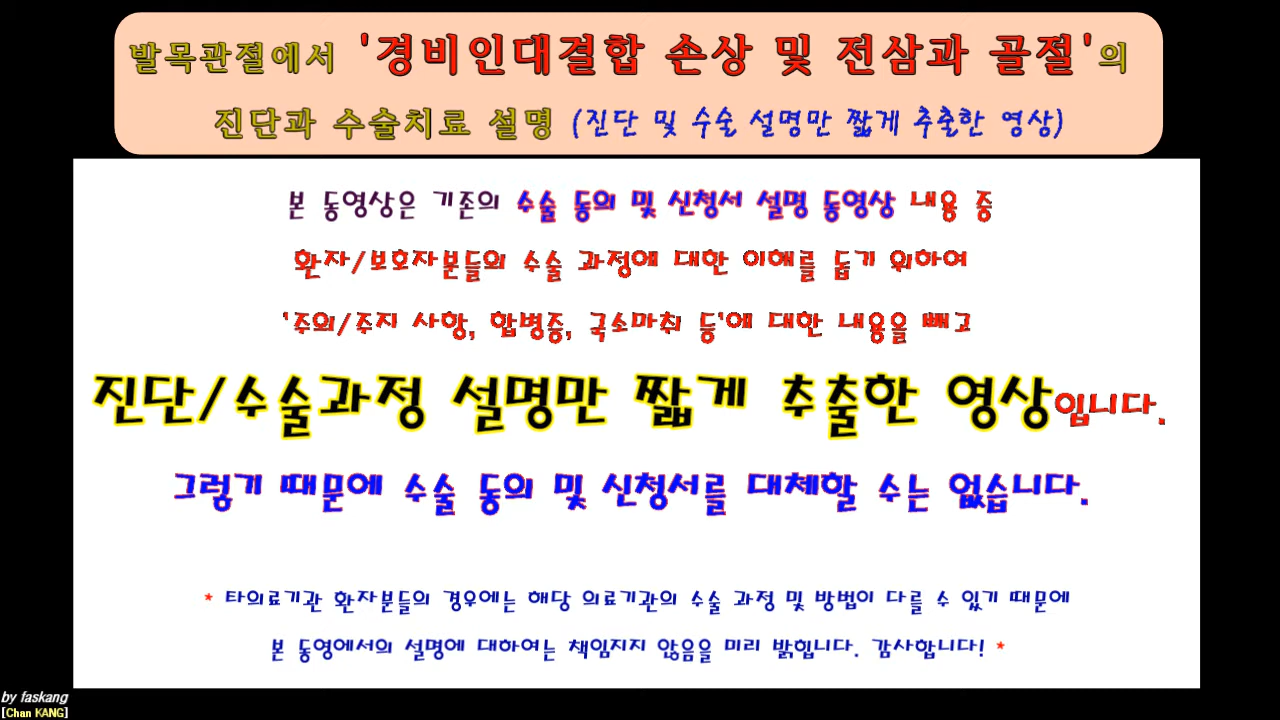 발목관절에서 '경비인대결합 손상 및 전삼과 골절'의
진단과 수술치료 설명 (진단 및 수술 설명만 짧게 추출한 영상)
본 동영상은 기존의 수술 동의 및 신청서 설명 동영상 내용 중
환자/보호자분들의 수술 과정에 대한 이해를 돕기 위하여
'주의/주지 사항, 합병증, 국소마취 등'에 대한 내용을 빼고
진단/수술과정 설명만 짧게 추출한 영상입니다.
그렇기 때문에 수술 동의 및 신청서를 대체할 수는 없습니다.
* 타의료기관 환자분들의 경우에는 해당 의료기관의 수술 과정 및 방법이 다를 수 있기 때문에
본 동영에서의 설명에 대하여는 책임지지 않음을 미리 밝힙니다. 감사합니다! *
by faskang
[Chan KANG]